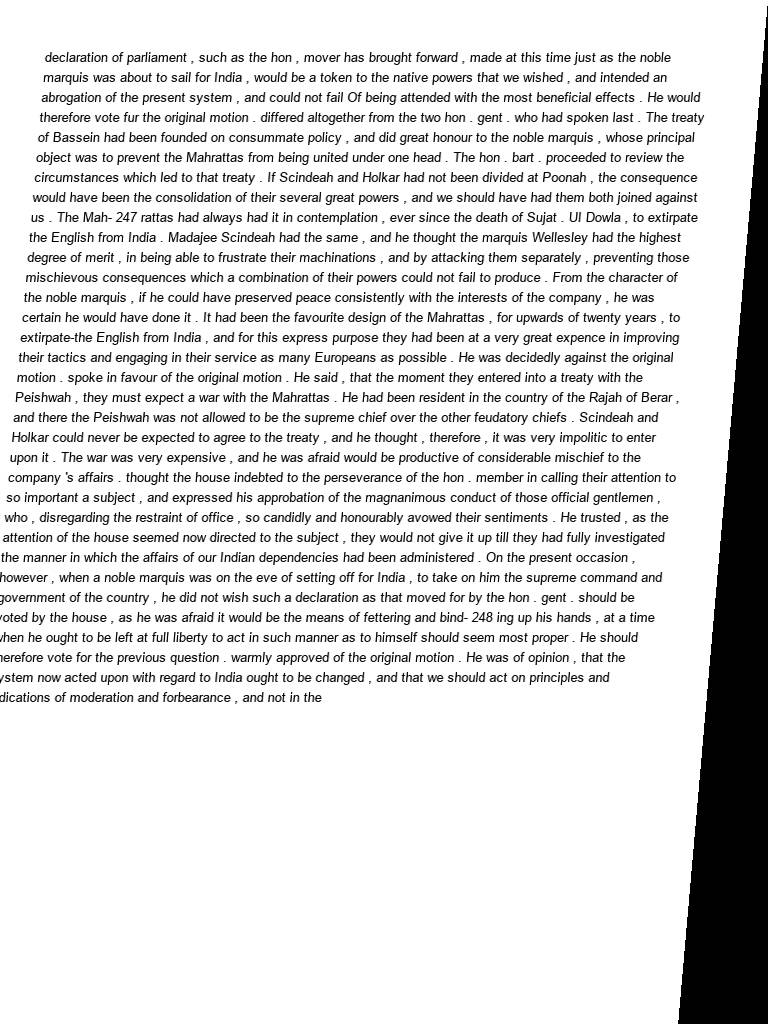 declaration of parliament , such as the hon , mover has brought forward , made at this time just as the noble
marquis was about to sail for India , would be a token to the native powers that we wished , and intended an
abrogation of the present system , and could not fail Of being attended with the most beneficial effects . He would
therefore vote fur the original motion . differed altogether from the two hon . gent . who had spoken last . The treaty
of Bassein had been founded on consummate policy , and did great honour to the noble marquis , whose principal
object was to prevent the Mahrattas from being united under one head . The hon . bart . proceeded to review the
circumstances which led to that treaty . If Scindeah and Holkar had not been divided at Poonah , the consequence
would have been the consolidation of their several great powers , and we should have had them both joined against
us . The Mah- 247 rattas had always had it in contemplation , ever since the death of Sujat . Ul Dowla , to extirpate
the English from India . Madajee Scindeah had the same , and he thought the marquis Wellesley had the highest
degree of merit , in being able to frustrate their machinations , and by attacking them separately , preventing those
mischievous consequences which a combination of their powers could not fail to produce . From the character of
the noble marquis , if he could have preserved peace consistently with the interests of the company , he was
certain he would have done it . It had been the favourite design of the Mahrattas , for upwards of twenty years , to
extirpate-the English from India , and for this express purpose they had been at a very great expence in improving
their tactics and engaging in their service as many Europeans as possible . He was decidedly against the original
motion . spoke in favour of the original motion . He said , that the moment they entered into a treaty with the
Peishwah , they must expect a war with the Mahrattas . He had been resident in the country of the Rajah of Berar ,
and there the Peishwah was not allowed to be the supreme chief over the other feudatory chiefs . Scindeah and
Holkar could never be expected to agree to the treaty , and he thought , therefore , it was very impolitic to enter
upon it . The war was very expensive , and he was afraid would be productive of considerable mischief to the
company 's affairs . thought the house indebted to the perseverance of the hon . member in calling their attention to
so important a subject , and expressed his approbation of the magnanimous conduct of those official gentlemen ,
who , disregarding the restraint of office , so candidly and honourably avowed their sentiments . He trusted , as the
attention of the house seemed now directed to the subject , they would not give it up till they had fully investigated
the manner in which the affairs of our Indian dependencies had been administered . On the present occasion ,
however , when a noble marquis was on the eve of setting off for India , to take on him the supreme command and
government of the country , he did not wish such a declaration as that moved for by the hon . gent . should be
voted by the house , as he was afraid it would be the means of fettering and bind- 248 ing up his hands , at a time
when he ought to be left at full liberty to act in such manner as to himself should seem most proper . He should
herefore vote for the previous question . warmly approved of the original motion . He was of opinion , that the
ystem now acted upon with regard to India ought to be changed , and that we should act on principles and
dications of moderation and forbearance , and not in the